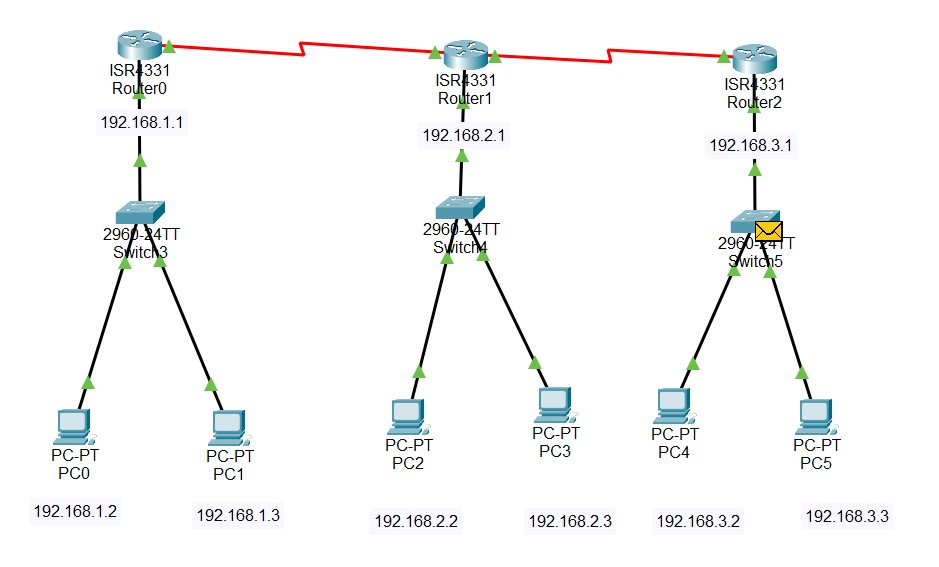 ISR4331
Router0
ISR4331
Router1
ISR4331
Router2
192.168.1.1
192.168.2.1
192.168.3.1
2960-24TT
Switch3
2960-24TT
Switch4
2960-24TT
Switch5
PC-PT
PC0
PC-PT
PC1
PC-PT
PC2
PC-PT
PC3
PC-PT
PC4
PC-PT
PC5
192.168.1.2
192.168.1.3
192.168.2.2
192.168.2.3
192.168.3.2
192.168.3.3